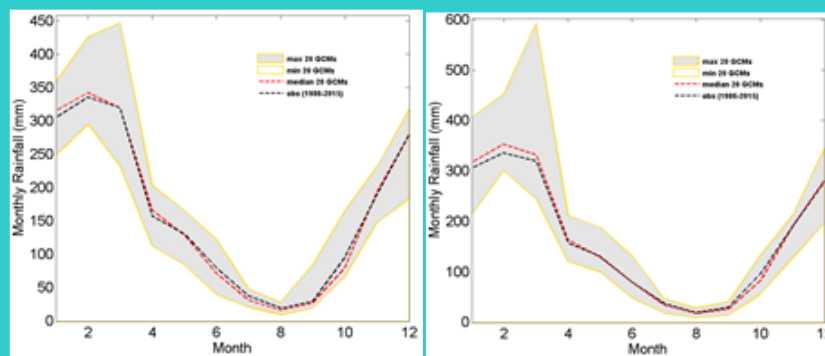 450
400
350
300
250
200
150
100
50
0
Monthly Rainfall (mm)
max 20 GCMs
min 20 GCMs
median 20 GCMs
obs (1986-2015)
2 4 6 8 10 12
Month
600
500
400
300
200
100
0
Monthly Rainfall (mm)
max 20 GCMs
min 20 GCMs
median 20 GCMs
obs (1986-2015)
2 4 6 8 10 1
Month